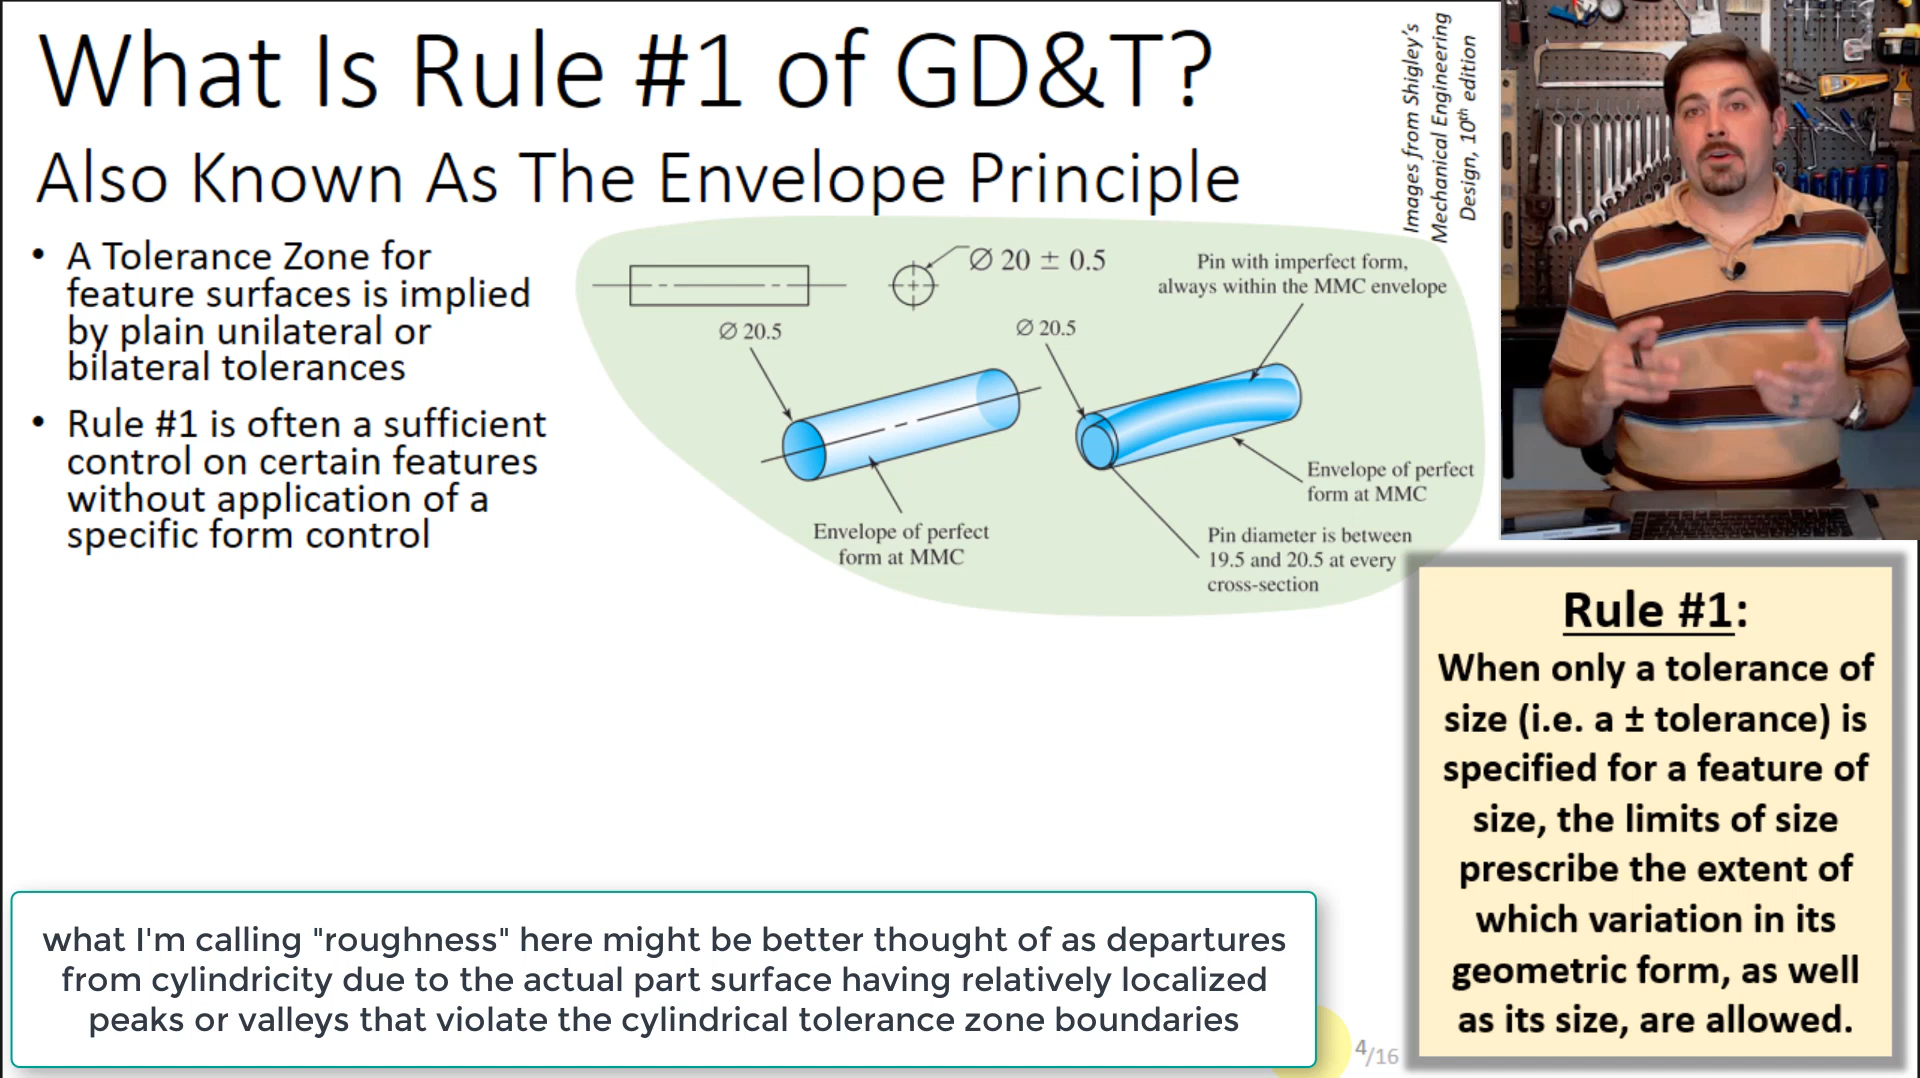 What Is Rule #1 of GD&T?
Also Known As The Envelope Principle
Images from Shigley's
Mechanical Engineering
Design, 10th edition
• A Tolerance Zone for
feature surfaces is implied
by plain unilateral or
bilateral tolerances
• Rule #1 is often a sufficient
control on certain features
without application of a
specific form control
Ø 20 ± 0.5
Ø 20.5
Envelope of perfect
form at MMC
Pin with imperfect form,
always within the MMC envelope
Ø 20.5
Envelope of perfect
form at MMC
Pin diameter is between
19.5 and 20.5 at every
cross-section
Rule #1:
When only a tolerance of
size (i.e. a ± tolerance) is
specified for a feature of
size, the limits of size
prescribe the extent of
which variation in its
geometric form, as well
as its size, are allowed.
what I'm calling "roughness" here might be better thought of as departures
from cylindricity due to the actual part surface having relatively localized
peaks or valleys that violate the cylindrical tolerance zone boundaries
4/16